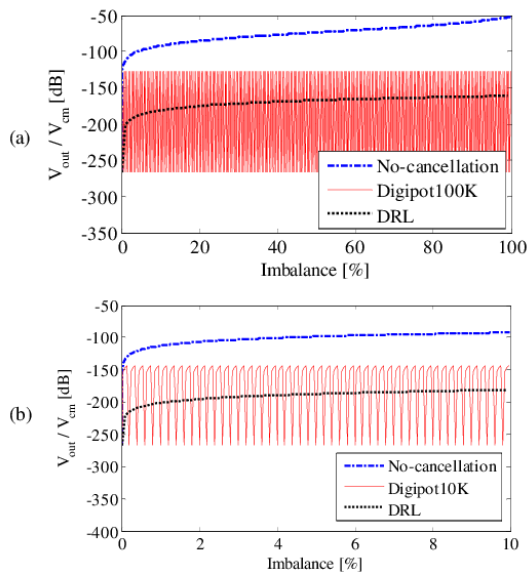 (a)
V_out / V_cm [dB]
-50
-100
-150
-200
-250
-300
-350
0
20
40
60
80
100
Imbalance [%]
No-cancellation
Digipot100K
DRL
(b)
V_out / V_cm [dB]
-50
-100
-150
-200
-250
-300
-350
-400
0
2
4
6
8
10
Imbalance [%]
No-cancellation
Digipot10K
DRL